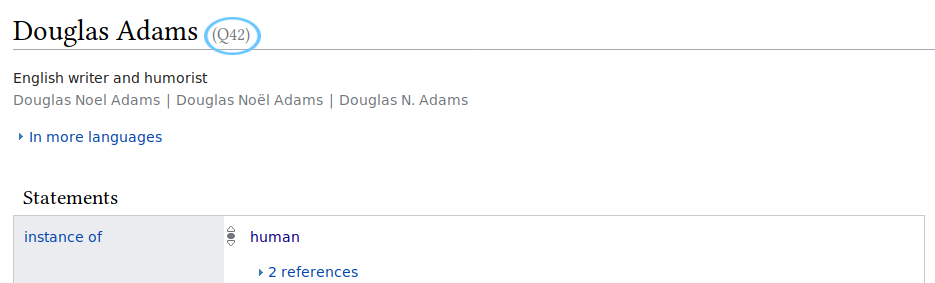 Douglas Adams (Q42)
English writer and humorist
Douglas Noel Adams | Douglas Noël Adams | Douglas N. Adams
In more languages
Statements
instance of
human
2 references